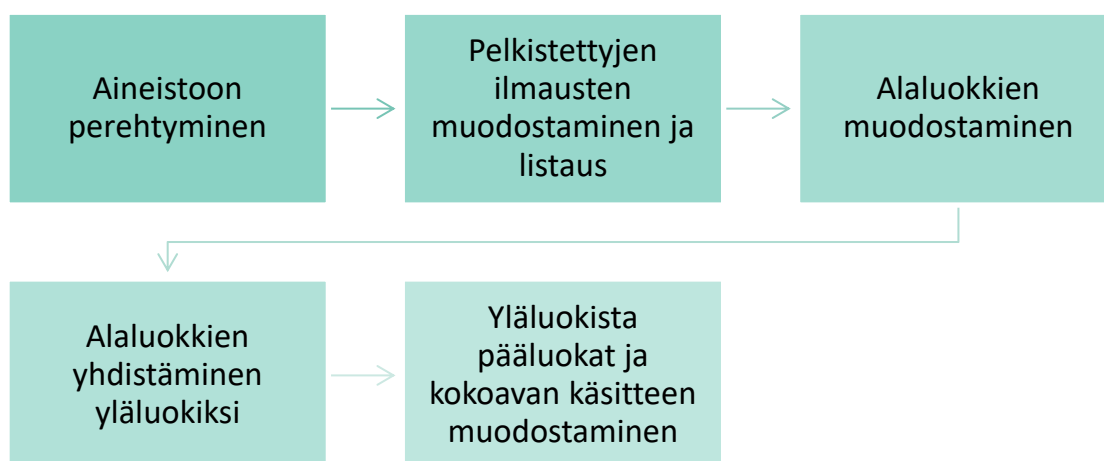 Aineistoon
perehtyminen
Pelkistettyjen
ilmausten
muodostaminen ja
listaus
Alaluokkien
muodostaminen
Alaluokkien
yhdistäminen
yläluokiksi
Yläluokista
pääluokat ja
kokoavan käsitteen
muodostaminen